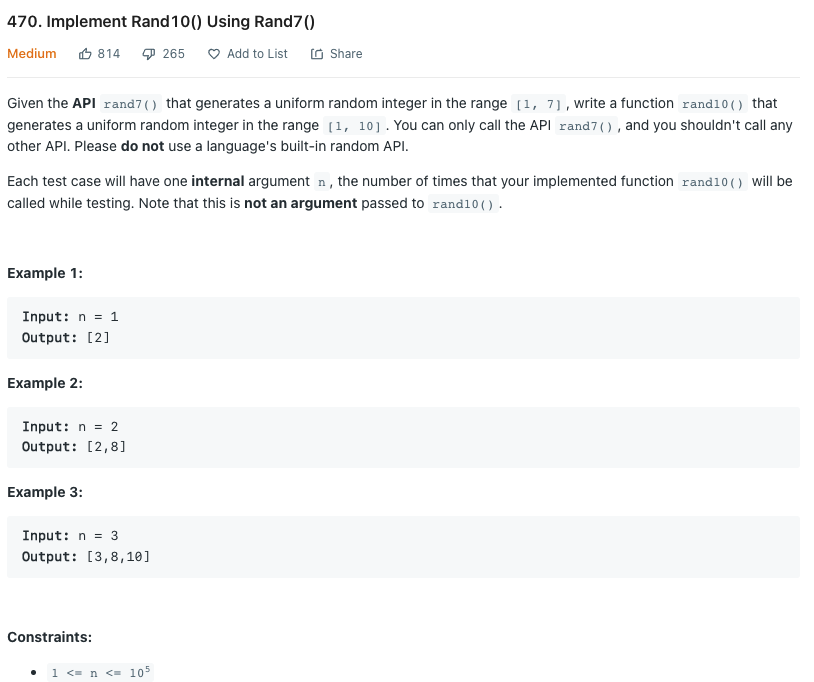 470. Implement Rand10() Using Rand7()
Medium 814 265 Add to List Share
Given the API rand7() that generates a uniform random integer in the range [1, 7], write a function rand10() that
generates a uniform random integer in the range [1, 10]. You can only call the API rand7(), and you shouldn't call any
other API. Please do not use a language's built-in random API.
Each test case will have one internal argument n, the number of times that your implemented function rand10() will be
called while testing. Note that this is not an argument passed to rand10().
Example 1:
Input: n = 1
Output: [2]
Example 2:
Input: n = 2
Output: [2,8]
Example 3:
Input: n = 3
Output: [3,8,10]
Constraints:
• 1 <= n <= 10⁵